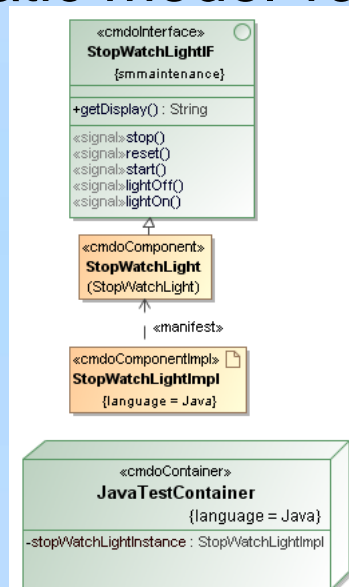 «cmdoInterface»
StopWatchLightIF
{smmaintenance}
+getDisplay() : String
«signal»stop()
«signal»reset()
«signal»start()
«signal»lightOff()
«signal»lightOn()
«cmdoComponent»
StopWatchLight
(StopWatchLight)
«manifest»
«cmdoComponentImpl»
StopWatchLightImpl
{language = Java}
«cmdoContainer»
JavaTestContainer
{language = Java}
-stopWatchLightInstance : StopWatchLightImpl